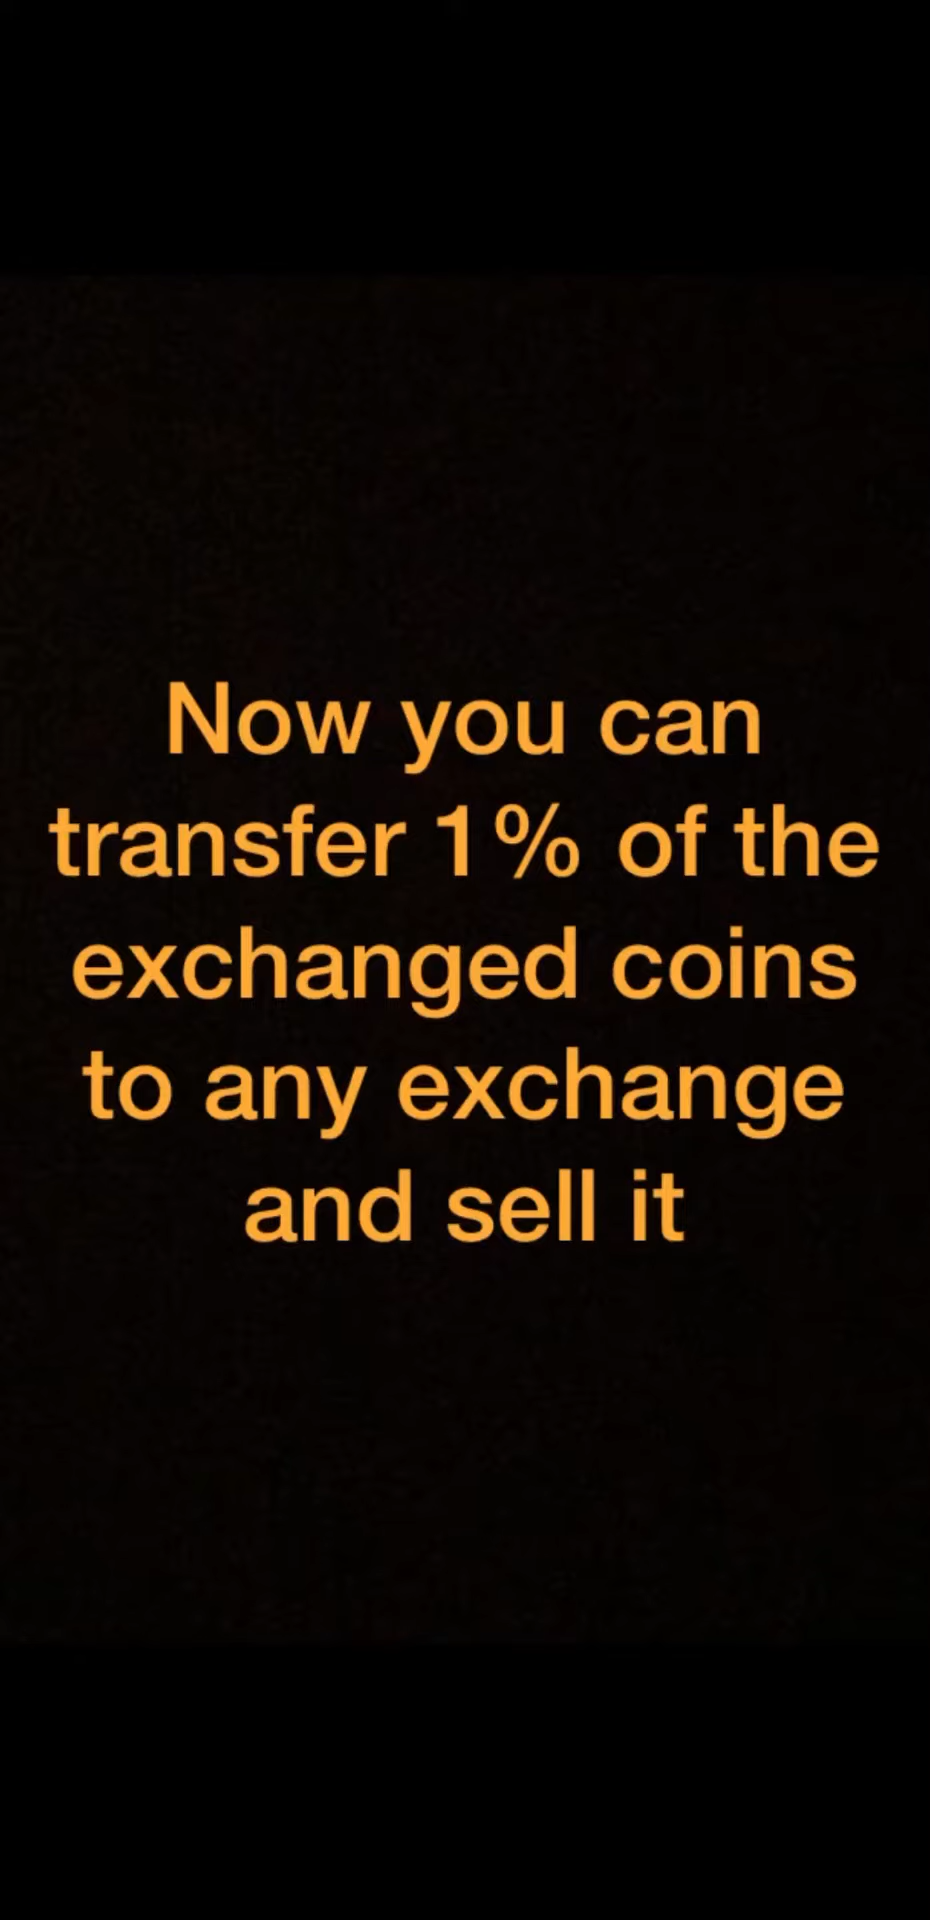 Now you can
transfer 1% of the
exchanged coins
to any exchange
and sell it